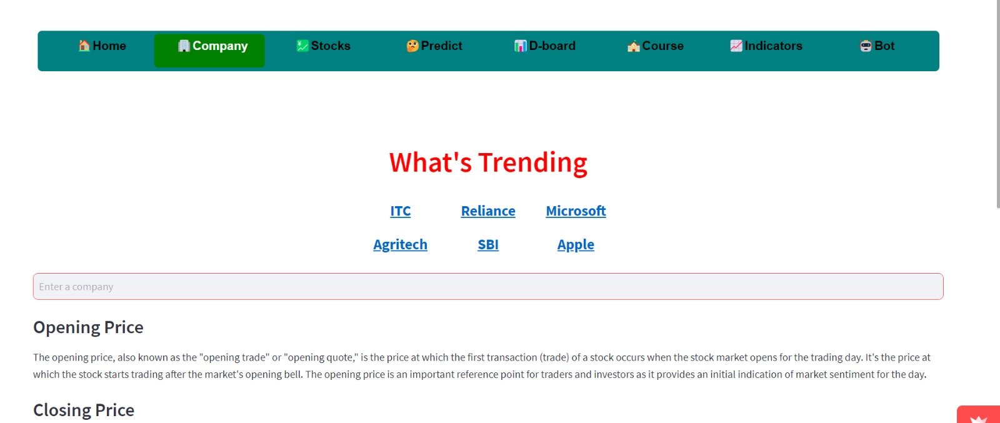 Home Company Stocks Predict D-board Course Indicators Bot
What's Trending
ITC Reliance Microsoft
Agritech SBI Apple
Enter a company
Opening Price
The opening price, also known as the "opening trade" or "opening quote," is the price at which the first transaction (trade) of a stock occurs when the stock market opens for the trading day. It's the price at
which the stock starts trading after the market's opening bell. The opening price is an important reference point for traders and investors as it provides an initial indication of market sentiment for the day.
Closing Price